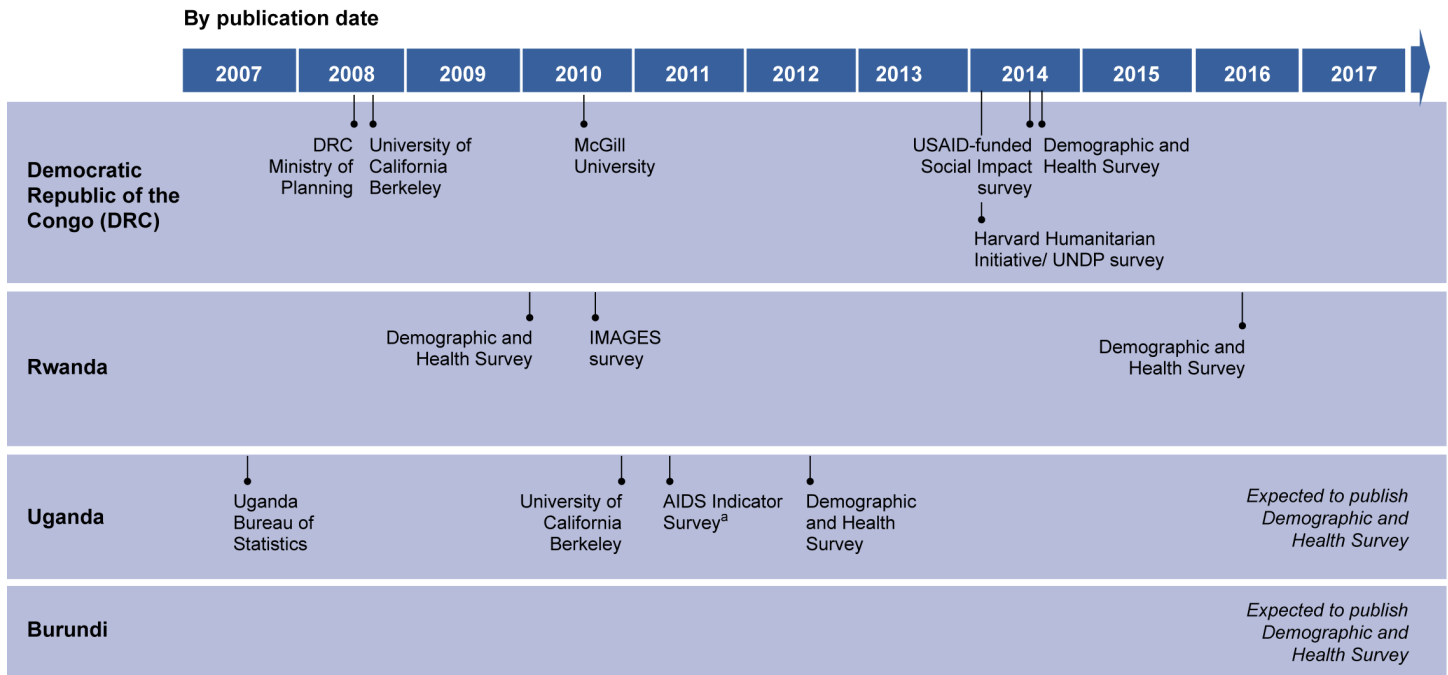 By publication date
2007 2008 2009 2010 2011 2012 2013 2014 2015 2016 2017
Democratic
Republic of the
Congo (DRC)
DRC
Ministry of
Planning
University of
California
Berkeley
McGill
University
USAID-funded
Social Impact
survey
Demographic and
Health Survey
Harvard Humanitarian
Initiative/ UNDP survey
Rwanda
Demographic and
Health Survey
IMAGES
survey
Demographic and
Health Survey
Uganda
Uganda
Bureau of
Statistics
University of
California
Berkeley
AIDS Indicator
Surveyᵃ
Demographic
and Health
Survey
Expected to publish
Demographic and
Health Survey
Burundi
Expected to publish
Demographic and
Health Survey